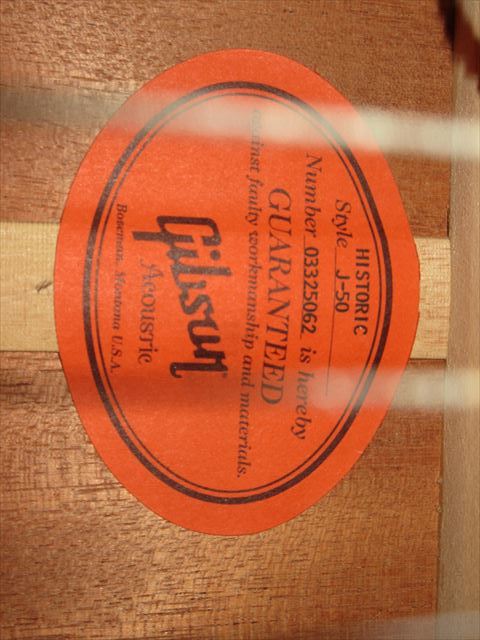 HISTORIC
Style J-50
Number 03325062 is hereby
GUARANTEED
against faulty workmanship and materials.
Gibson®
Acoustic
Bozeman, Montana U.S.A.